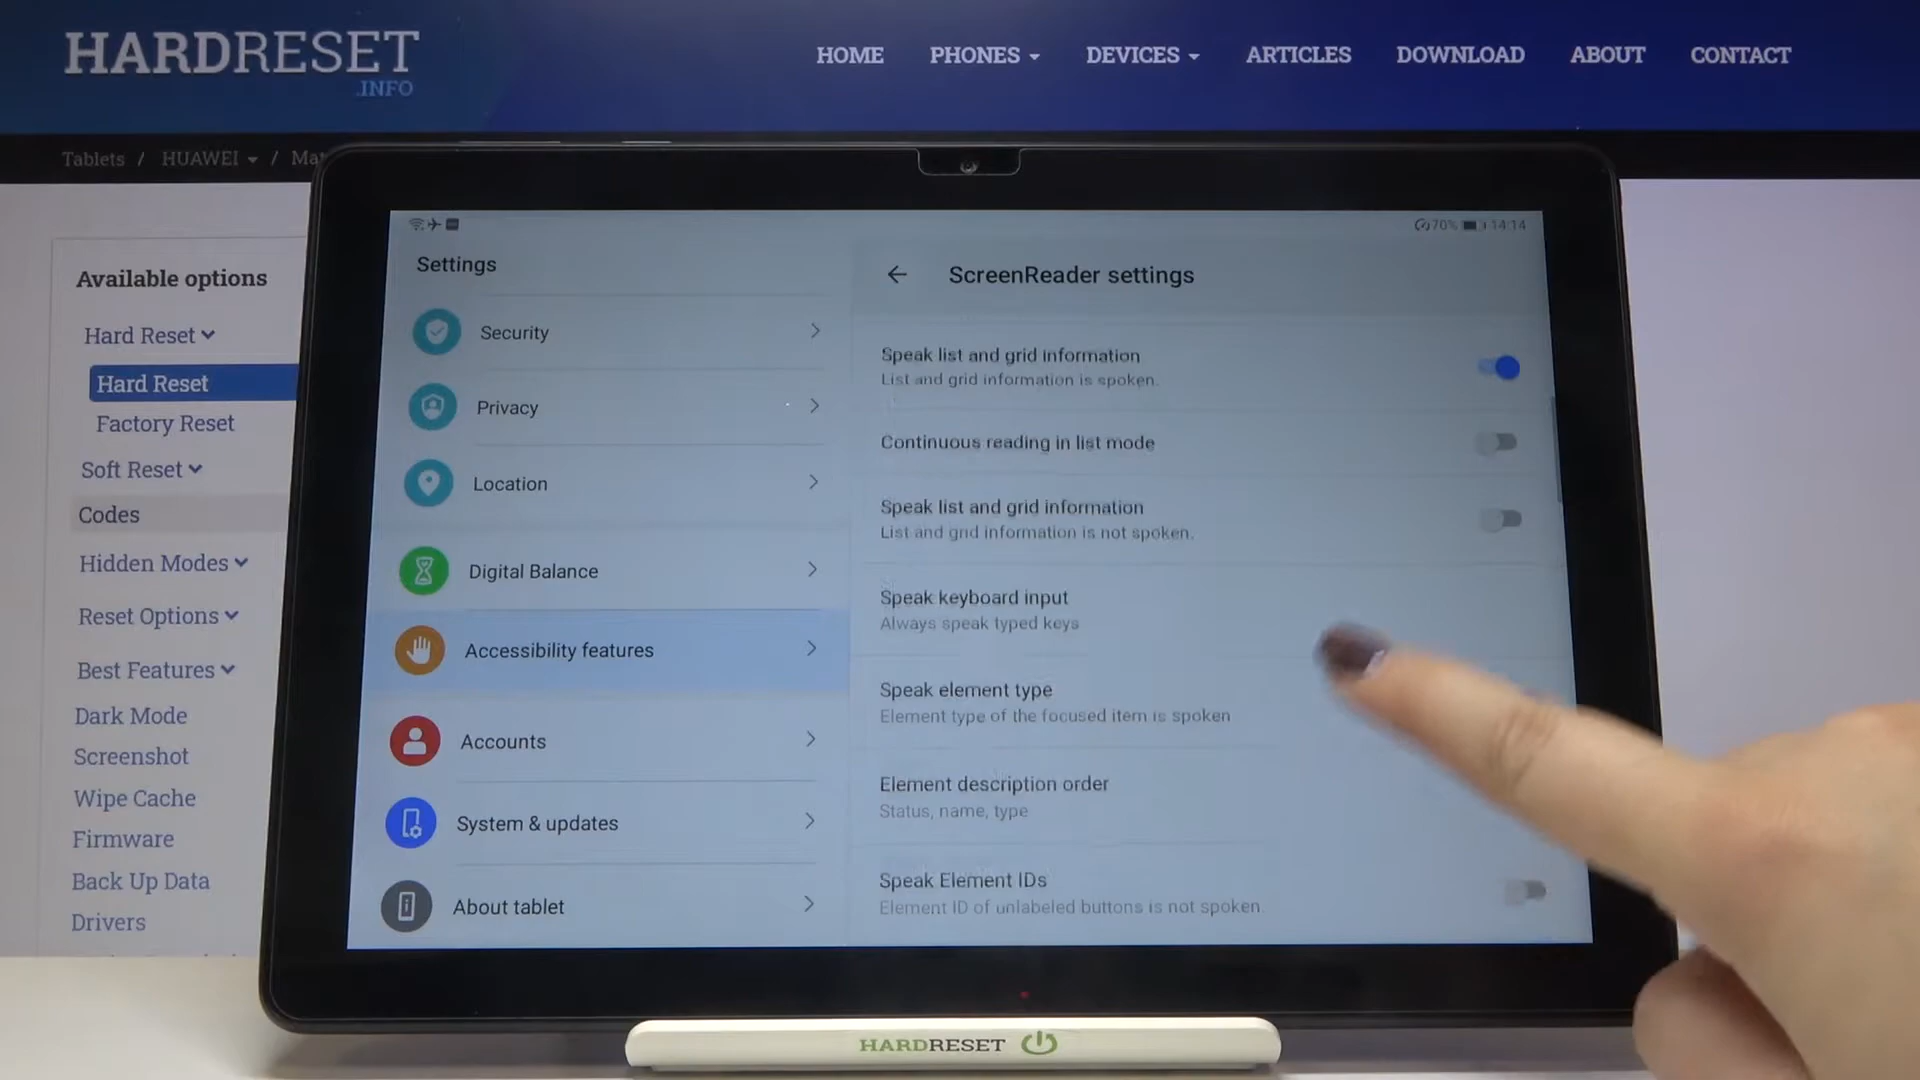 HARDRESET
.INFO
HOME PHONES DEVICES ARTICLES DOWNLOAD ABOUT CONTACT
Tablets / HUAWEI / Mat
Available options
Hard Reset
Hard Reset
Factory Reset
Soft Reset
Codes
Hidden Modes
Reset Options
Best Features
Dark Mode
Screenshot
Wipe Cache
Firmware
Back Up Data
Drivers
70% 14:14
Settings
Security
Privacy
Location
Digital Balance
Accessibility features
Accounts
System & updates
About tablet
ScreenReader settings
Speak list and grid information
List and grid information is spoken.
Continuous reading in list mode
Speak list and grid information
List and grid information is not spoken.
Speak keyboard input
Always speak typed keys
Speak element type
Element type of the focused item is spoken
Element description order
Status, name, type
Speak Element IDs
Element ID of unlabeled buttons is not spoken
HARDRESET